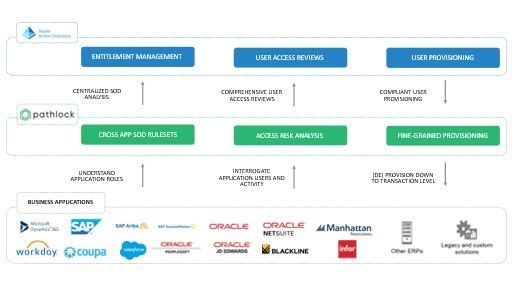 Azure
Active Directory
ENTITLEMENT MANAGEMENT
USER ACCESS REVIEWS
USER PROVISIONING
CENTRALIZED SOD
ANALYSIS
COMPREHENSIVE USER
ACCESS REVIEWS
COMPLIANT USER
PROVISIONING
pathlock
CROSS APP SOD RULESETS
ACCESS RISK ANALYSIS
FINE-GRAINED PROVISIONING
UNDERSTAND
APPLICATION ROLES
INTERROGATE
APPLICATION USERS AND
ACTIVITY
(DE) PROVISION DOWN
TO TRANSACTION LEVEL
BUSINESS APPLICATIONS
Microsoft
Dynamics 365
SAP
SAP Ariba
SAP SuccessFactors
ORACLE
ORACLE
NETSUITE
Manhattan
Associates
workday.
coupa
salesforce
ORACLE
PEOPLESOFT
ORACLE
JD EDWARDS
BLACKLINE
infor
Other ERPs
Legacy and custom
solutions